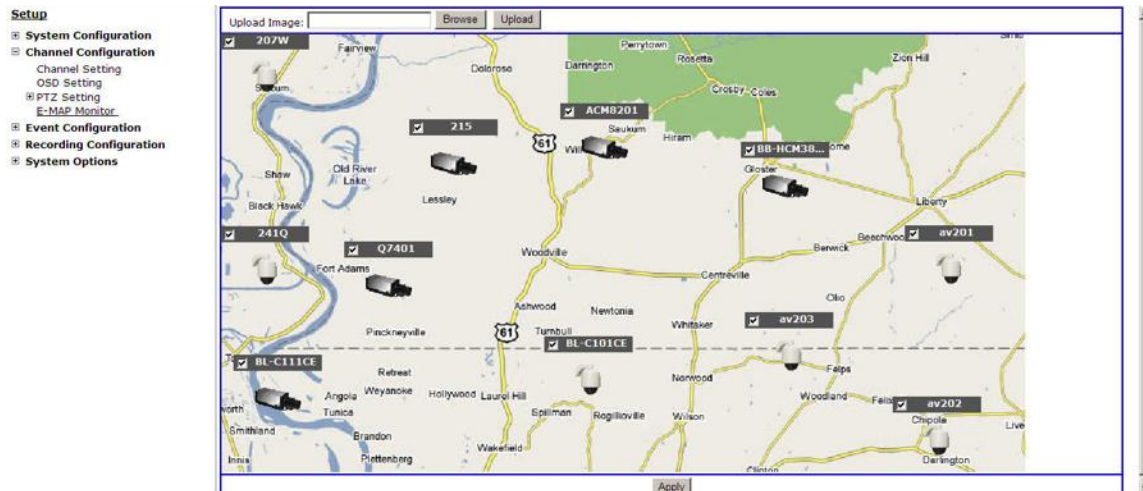 Setup
System Configuration
Channel Configuration
Channel Setting
OSD Setting
PTZ Setting
E-MAP Monitor
Event Configuration
Recording Configuration
System Options
Upload Image: Browse Upload
207W
Fairview
Perrytown
Doloroso
Darrington
Rosetta
Zion Hill
Crosby
Coles
ACM8201
215
61
Saukum
Hiram
BB-HCM38...
Gloster
Shaw
Old River
Lake
Lessley
Black Hawk
Liberty
241Q
Q7401
Woodville
Berwick
av201
Fort Adams
Centreville
Olio
Ashwood
Newtonia
Whitaker
av203
Pinckneyville
61
Turnbull
BL-C101CE
BL-C111CE
Retreat
Felps
Norwood
Angola
Weyanoke
Hollywood
Laurel Hill
Woodland
av202
Tunica
Spillman
Rogillioville
Wilson
Chipola
Smithland
Brandon
Wakefield
Innis
Plettenberg
Clinton
Darlington
Apply